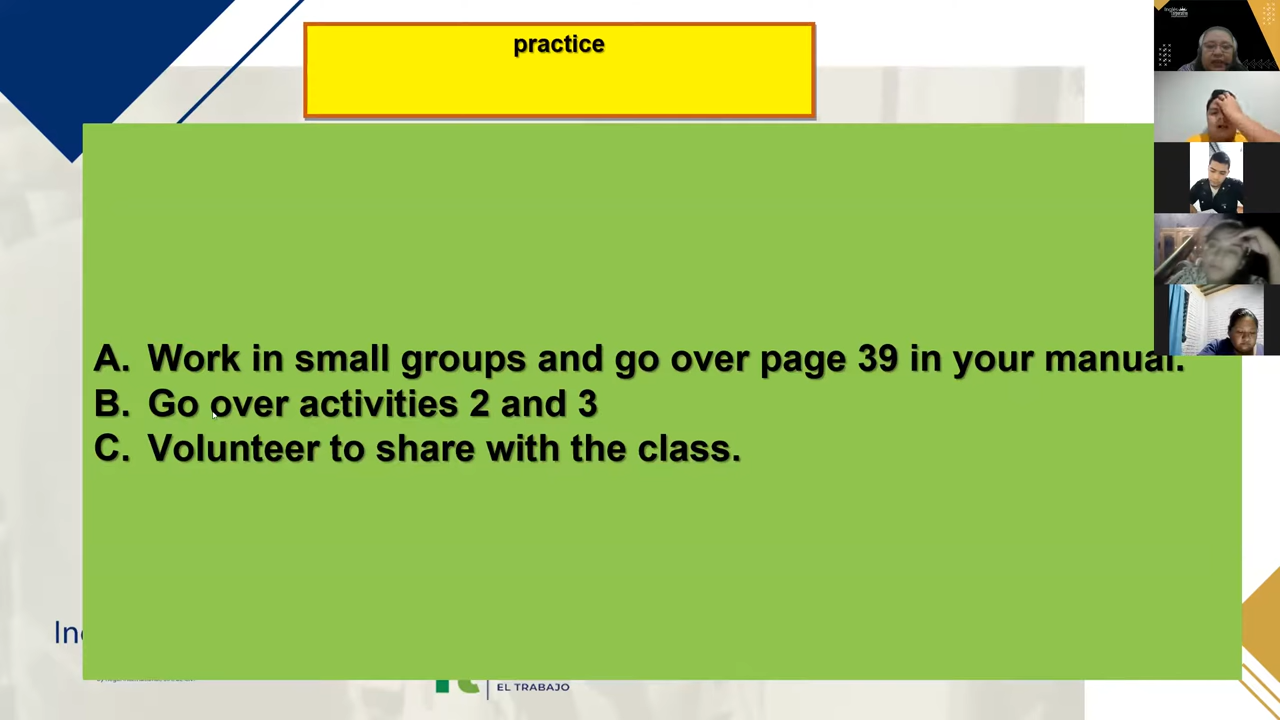 practice
A. Work in small groups and go over page 39 in your manual.
B. Go over activities 2 and 3
C. Volunteer to share with the class.
EL TRABAJO